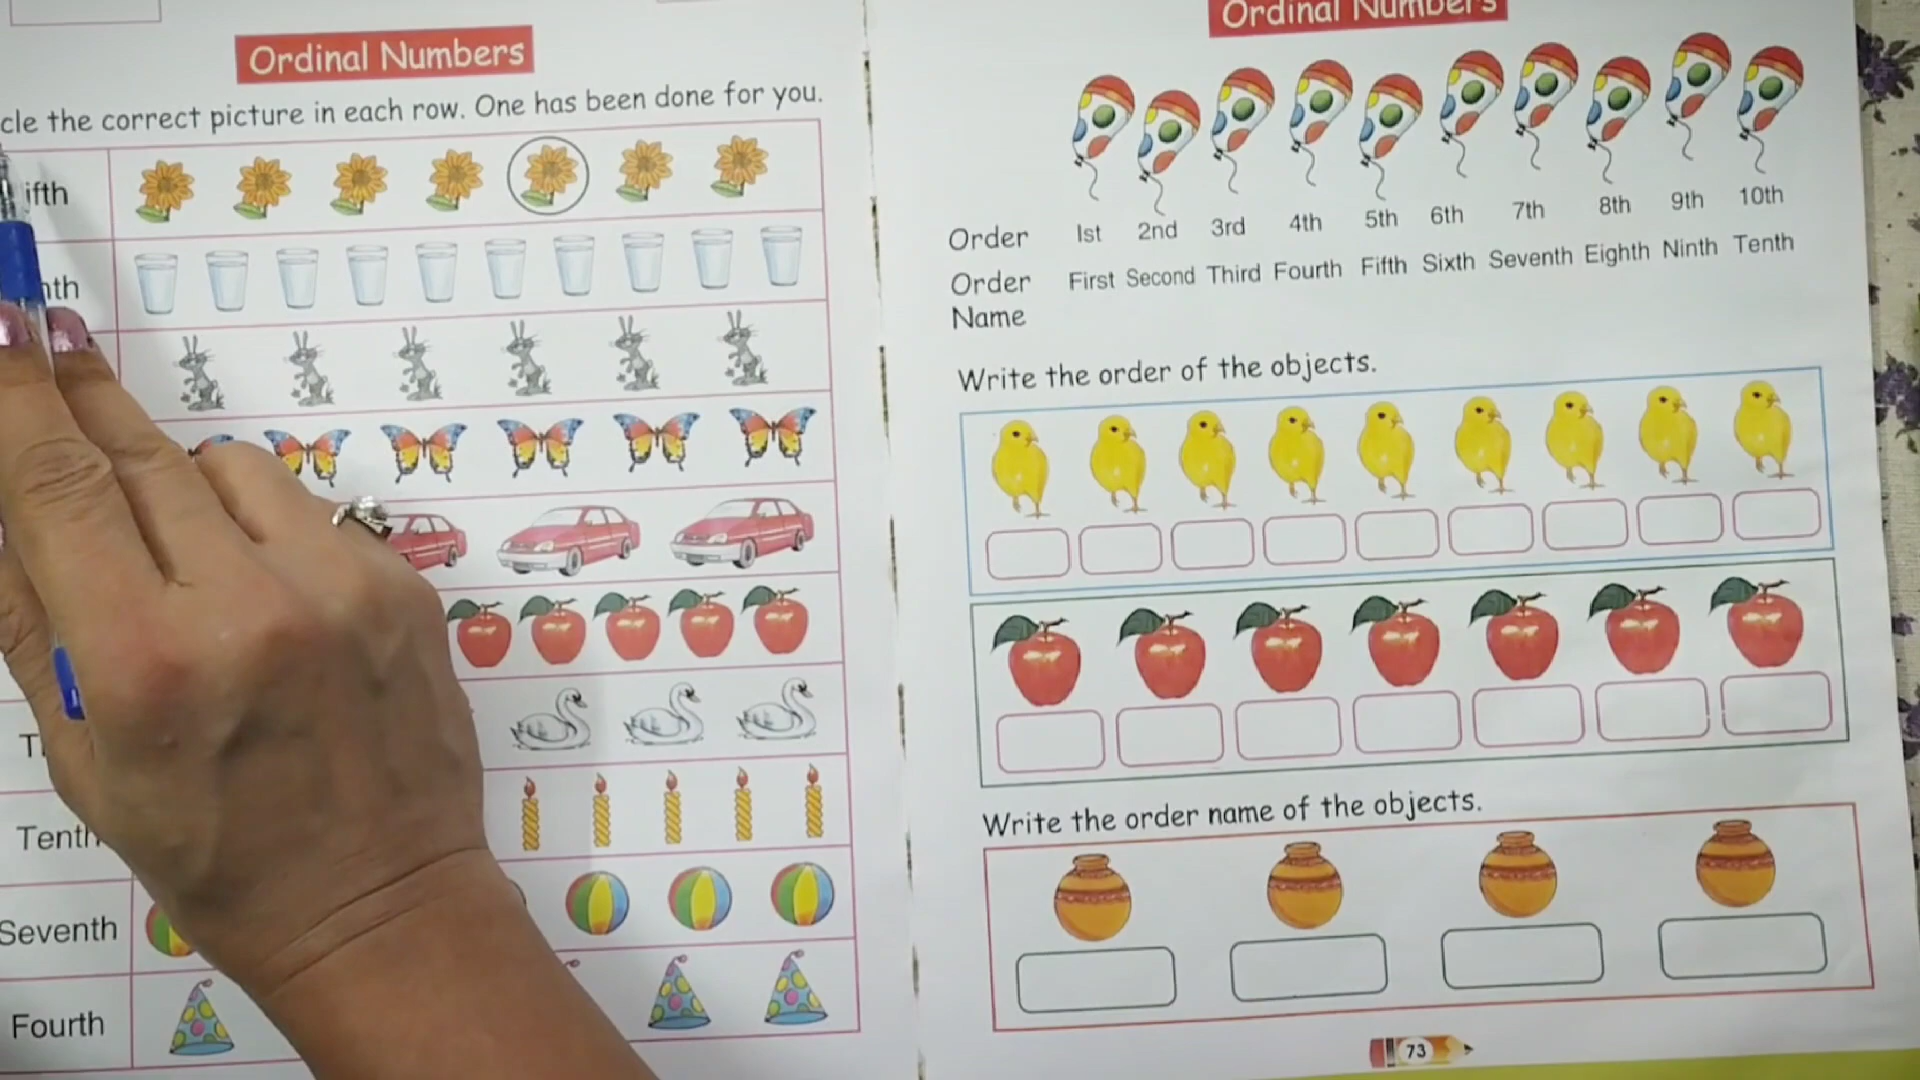 Ordinal Numbers
cle the correct picture in each row. One has been done for you.
ifth
nth
Tenth
Seventh
Fourth
Ordinal Numbers
Order 1st 2nd 3rd 4th 5th 6th 7th 8th 9th 10th
Order First Second Third Fourth Fifth Sixth Seventh Eighth Ninth Tenth
Name
Write the order of the objects.
Write the order name of the objects.
73